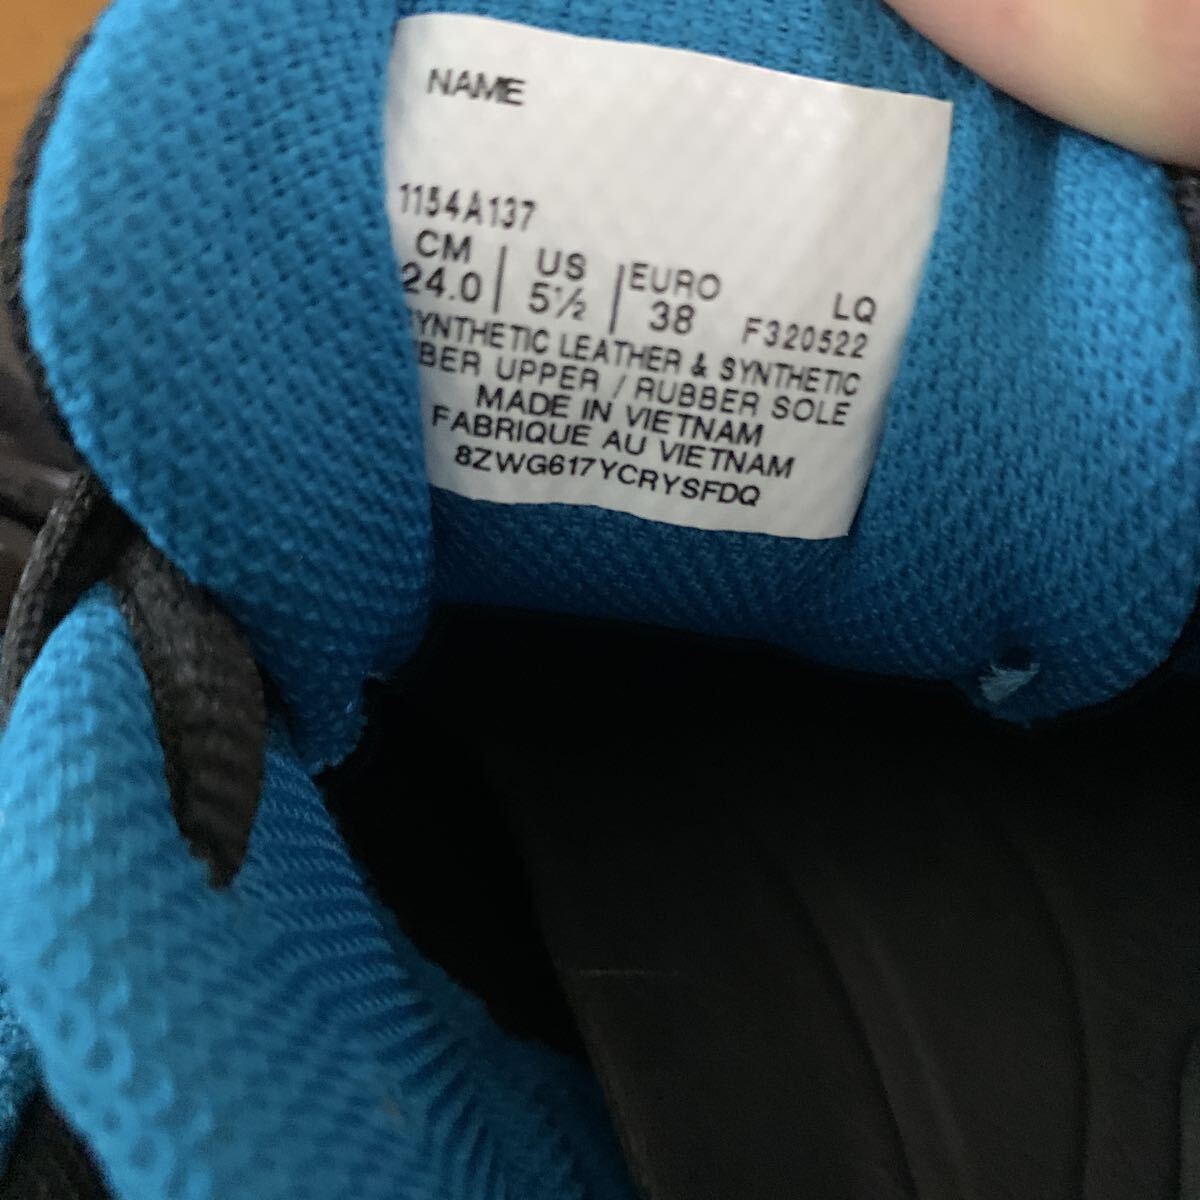 NAME
1154A137
CM | US | EURO LQ
24.0 | 5½ | 38 F320522
YNTHETIC LEATHER & SYNTHETIC
BER UPPER / RUBBER SOLE
MADE IN VIETNAM
FABRIQUE AU VIETNAM
8ZWG617YCRYSFDQ